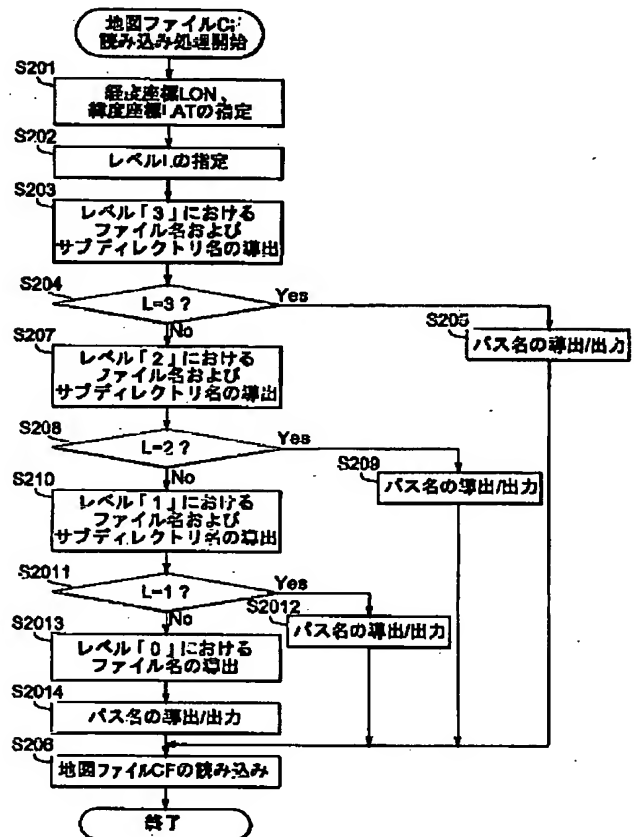 地図ファイルCF
読み込み処理開始
S201
経度座標LON、
緯度座標LATの指定
S202
レベルLの指定
S203
レベル「3」における
ファイル名および
サブディレクトリ名の導出
S204
L=3？
Yes
No
S205
パス名の導出/出力
S207
レベル「2」における
ファイル名および
サブディレクトリ名の導出
S208
L=2？
Yes
No
S209
パス名の導出/出力
S210
レベル「1」における
ファイル名および
サブディレクトリ名の導出
S2011
L=1？
Yes
No
S2012
パス名の導出/出力
S2013
レベル「0」における
ファイル名の導出
S2014
パス名の導出/出力
S206
地図ファイルCFの読み込み
終了